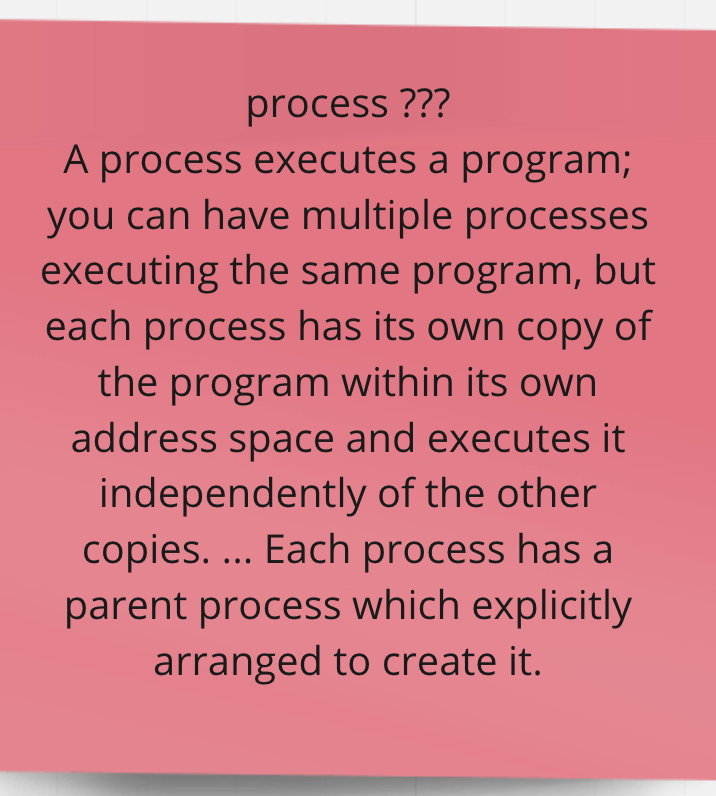 process ???
A process executes a program;
you can have multiple processes
executing the same program, but
each process has its own copy of
the program within its own
address space and executes it
independently of the other
copies. ... Each process has a
parent process which explicitly
arranged to create it.